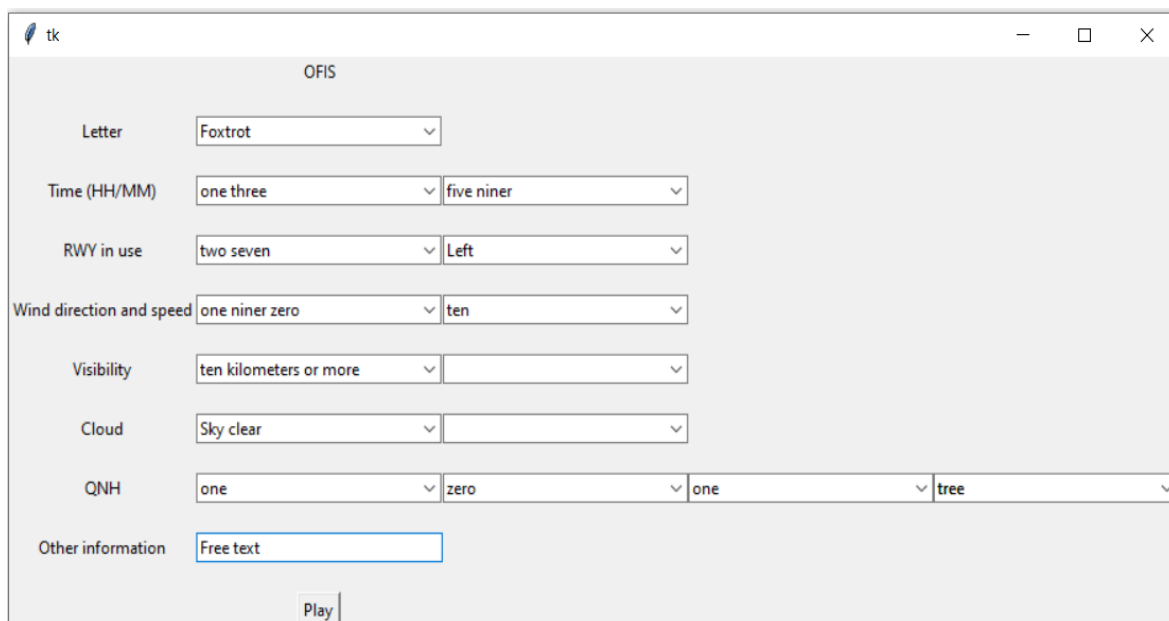 tk
OFIS
Letter Foxtrot
Time (HH/MM) one three five niner
RWY in use two seven Left
Wind direction and speed one niner zero ten
Visibility ten kilometers or more
Cloud Sky clear
QNH one zero one tree
Other information Free text
Play